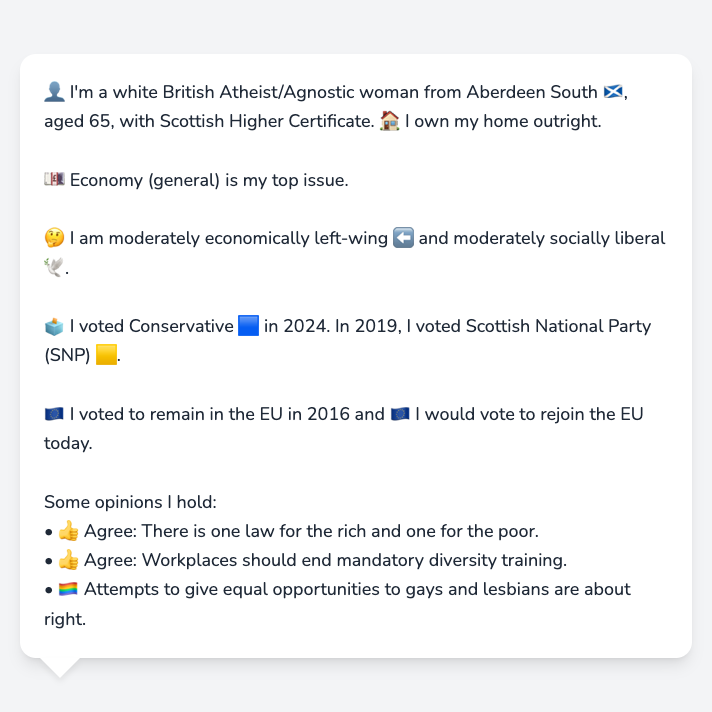 👤 I'm a white British Atheist/Agnostic woman from Aberdeen South 🏴󠁧󠁢󠁳󠁣󠁴󠁿,
aged 65, with Scottish Higher Certificate. 🏠 I own my home outright.
💷 Economy (general) is my top issue.
🤔 I am moderately economically left-wing ⬅️ and moderately socially liberal
🕊️.
🗳️ I voted Conservative 🟦 in 2024. In 2019, I voted Scottish National Party
(SNP) 🟨.
🇪🇺 I voted to remain in the EU in 2016 and 🇪🇺 I would vote to rejoin the EU
today.
Some opinions I hold:
• 👍 Agree: There is one law for the rich and one for the poor.
• 👍 Agree: Workplaces should end mandatory diversity training.
• 🏳️‍🌈 Attempts to give equal opportunities to gays and lesbians are about
right.